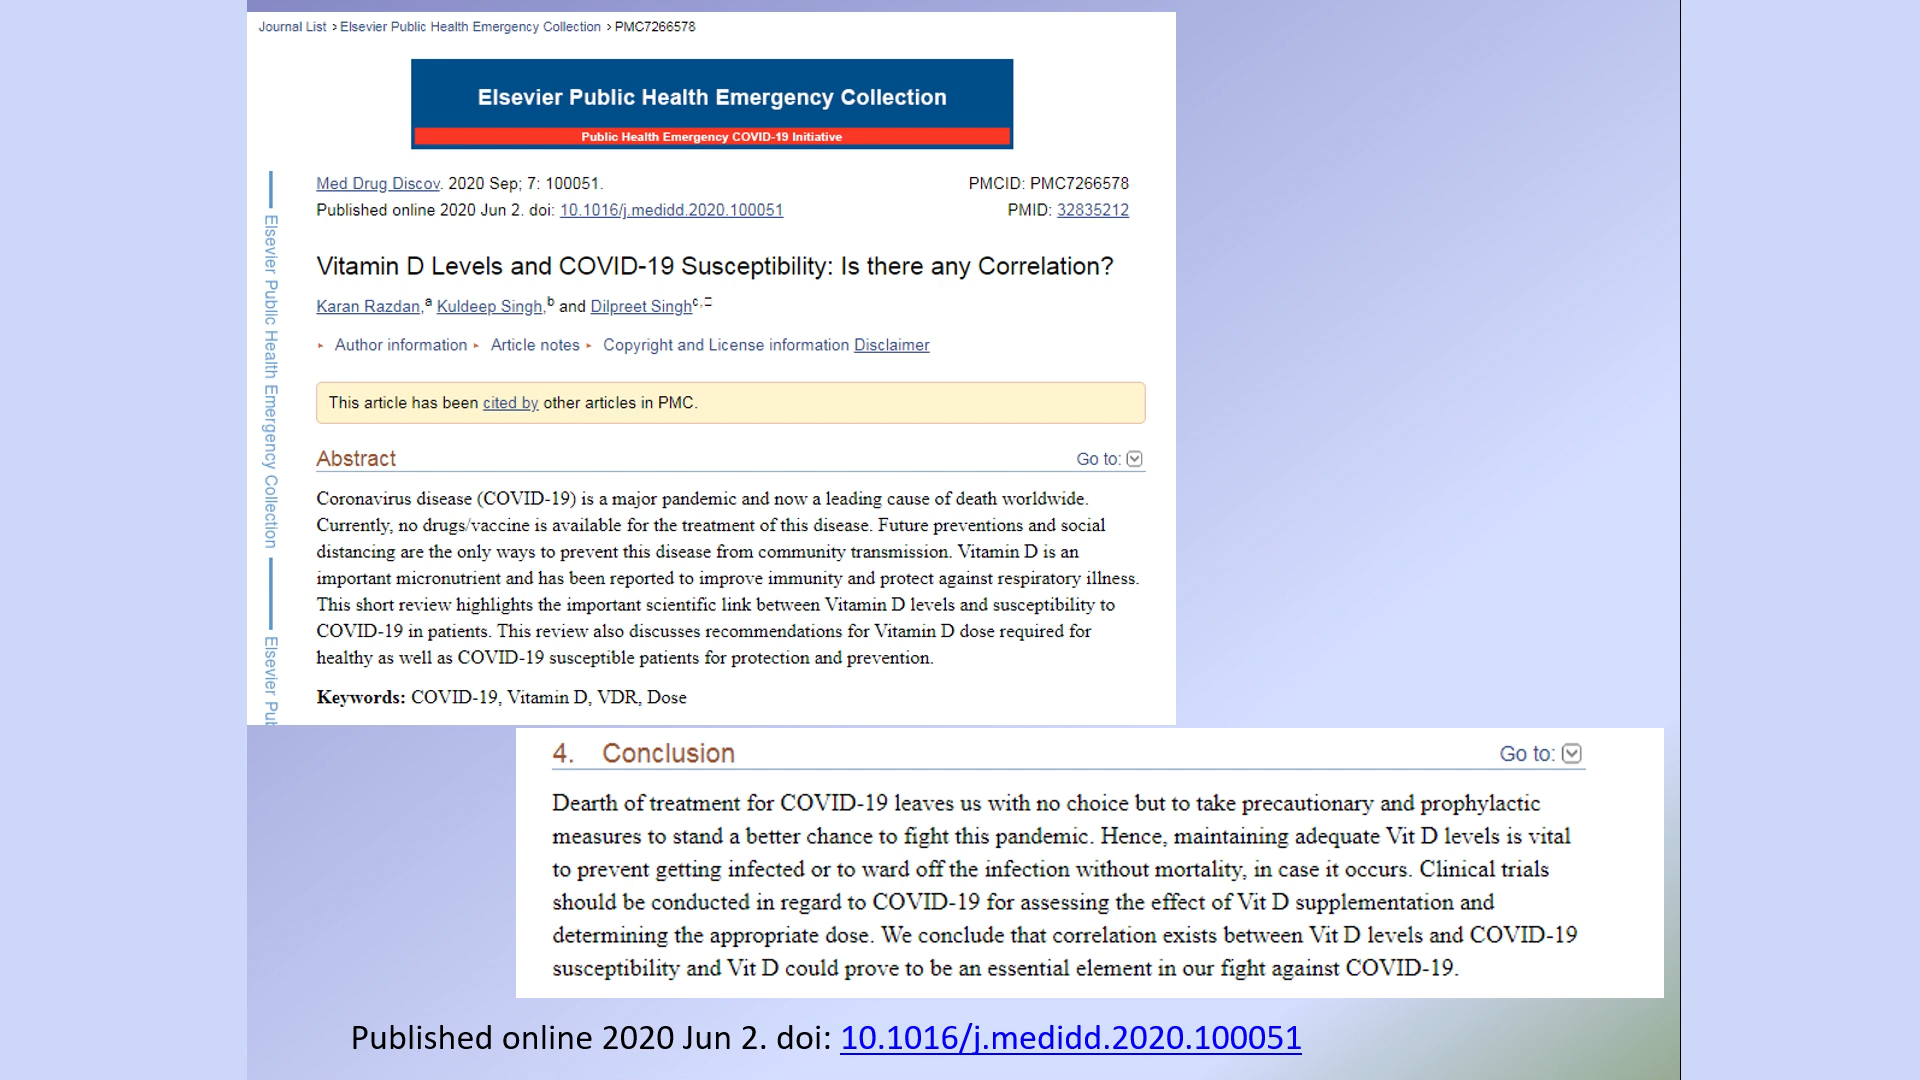 Journal List > Elsevier Public Health Emergency Collection > PMC7266578
Elsevier Public Health Emergency Collection
Public Health Emergency COVID-19 Initiative
Med Drug Discov. 2020 Sep; 7: 100051.
PMCID: PMC7266578
Published online 2020 Jun 2. doi: 10.1016/j.medidd.2020.100051
PMID: 32835212
Vitamin D Levels and COVID-19 Susceptibility: Is there any Correlation?
Karan Razdan,a Kuldeep Singh,b and Dilpreet Singhc,
▸ Author information ▸ Article notes ▸ Copyright and License information Disclaimer
This article has been cited by other articles in PMC.
Abstract
Go to:
Coronavirus disease (COVID-19) is a major pandemic and now a leading cause of death worldwide.
Currently, no drugs/vaccine is available for the treatment of this disease. Future preventions and social
distancing are the only ways to prevent this disease from community transmission. Vitamin D is an
important micronutrient and has been reported to improve immunity and protect against respiratory illness.
This short review highlights the important scientific link between Vitamin D levels and susceptibility to
COVID-19 in patients. This review also discusses recommendations for Vitamin D dose required for
healthy as well as COVID-19 susceptible patients for protection and prevention.
Keywords: COVID-19, Vitamin D, VDR, Dose
Elsevier Public Health Emergency Collection
Elsevier Pub
4. Conclusion
Go to:
Dearth of treatment for COVID-19 leaves us with no choice but to take precautionary and prophylactic
measures to stand a better chance to fight this pandemic. Hence, maintaining adequate Vit D levels is vital
to prevent getting infected or to ward off the infection without mortality, in case it occurs. Clinical trials
should be conducted in regard to COVID-19 for assessing the effect of Vit D supplementation and
determining the appropriate dose. We conclude that correlation exists between Vit D levels and COVID-19
susceptibility and Vit D could prove to be an essential element in our fight against COVID-19.
Published online 2020 Jun 2. doi: 10.1016/j.medidd.2020.100051